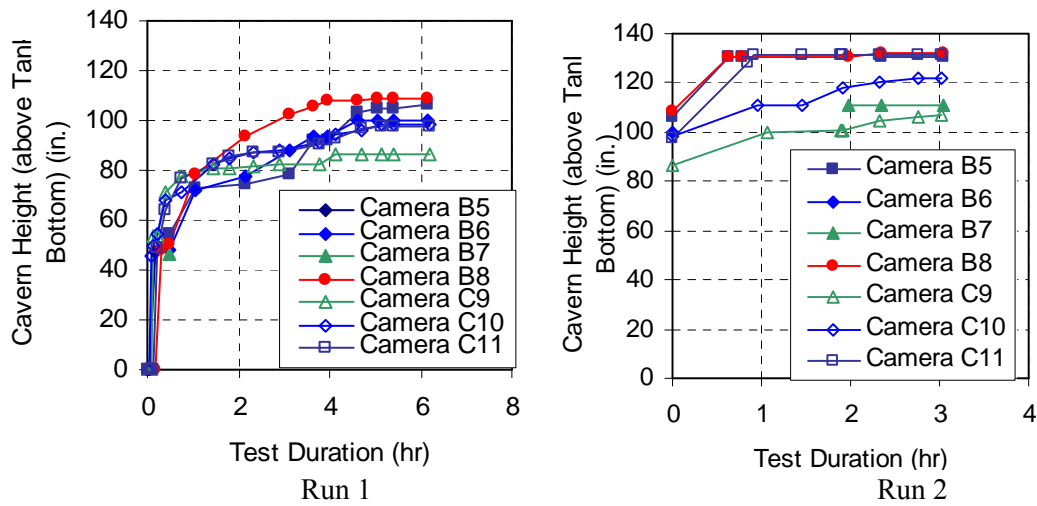 Cavern Height (above Tanl
Bottom) (in.)
140
120
100
80
60
40
20
0
0
2
4
6
8
Camera B5
Camera B6
Camera B7
Camera B8
Camera C9
Camera C10
Camera C11
Test Duration (hr)
Run 1
Cavern Height (above Tanl
Bottom) (in.)
140
120
100
80
60
40
20
0
0
1
2
3
4
Camera B5
Camera B6
Camera B7
Camera B8
Camera C9
Camera C10
Camera C11
Test Duration (hr)
Run 2